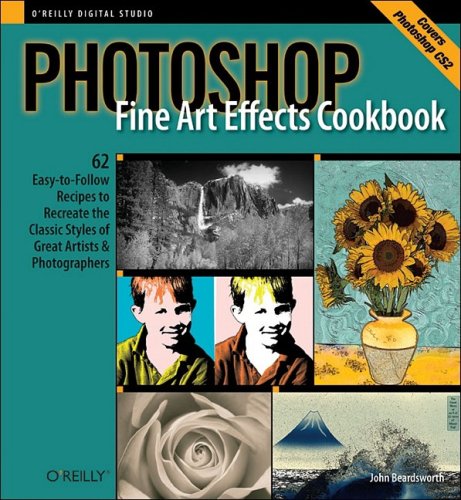 O'REILLY DIGITAL STUDIO
Covers
Photoshop CS2
PHOTOSHOP
Fine Art Effects Cookbook
62
Easy-to-Follow
Recipes to
Recreate the
Classic Styles of
Great Artists &
Photographers
O'REILLY
John Beardsworth